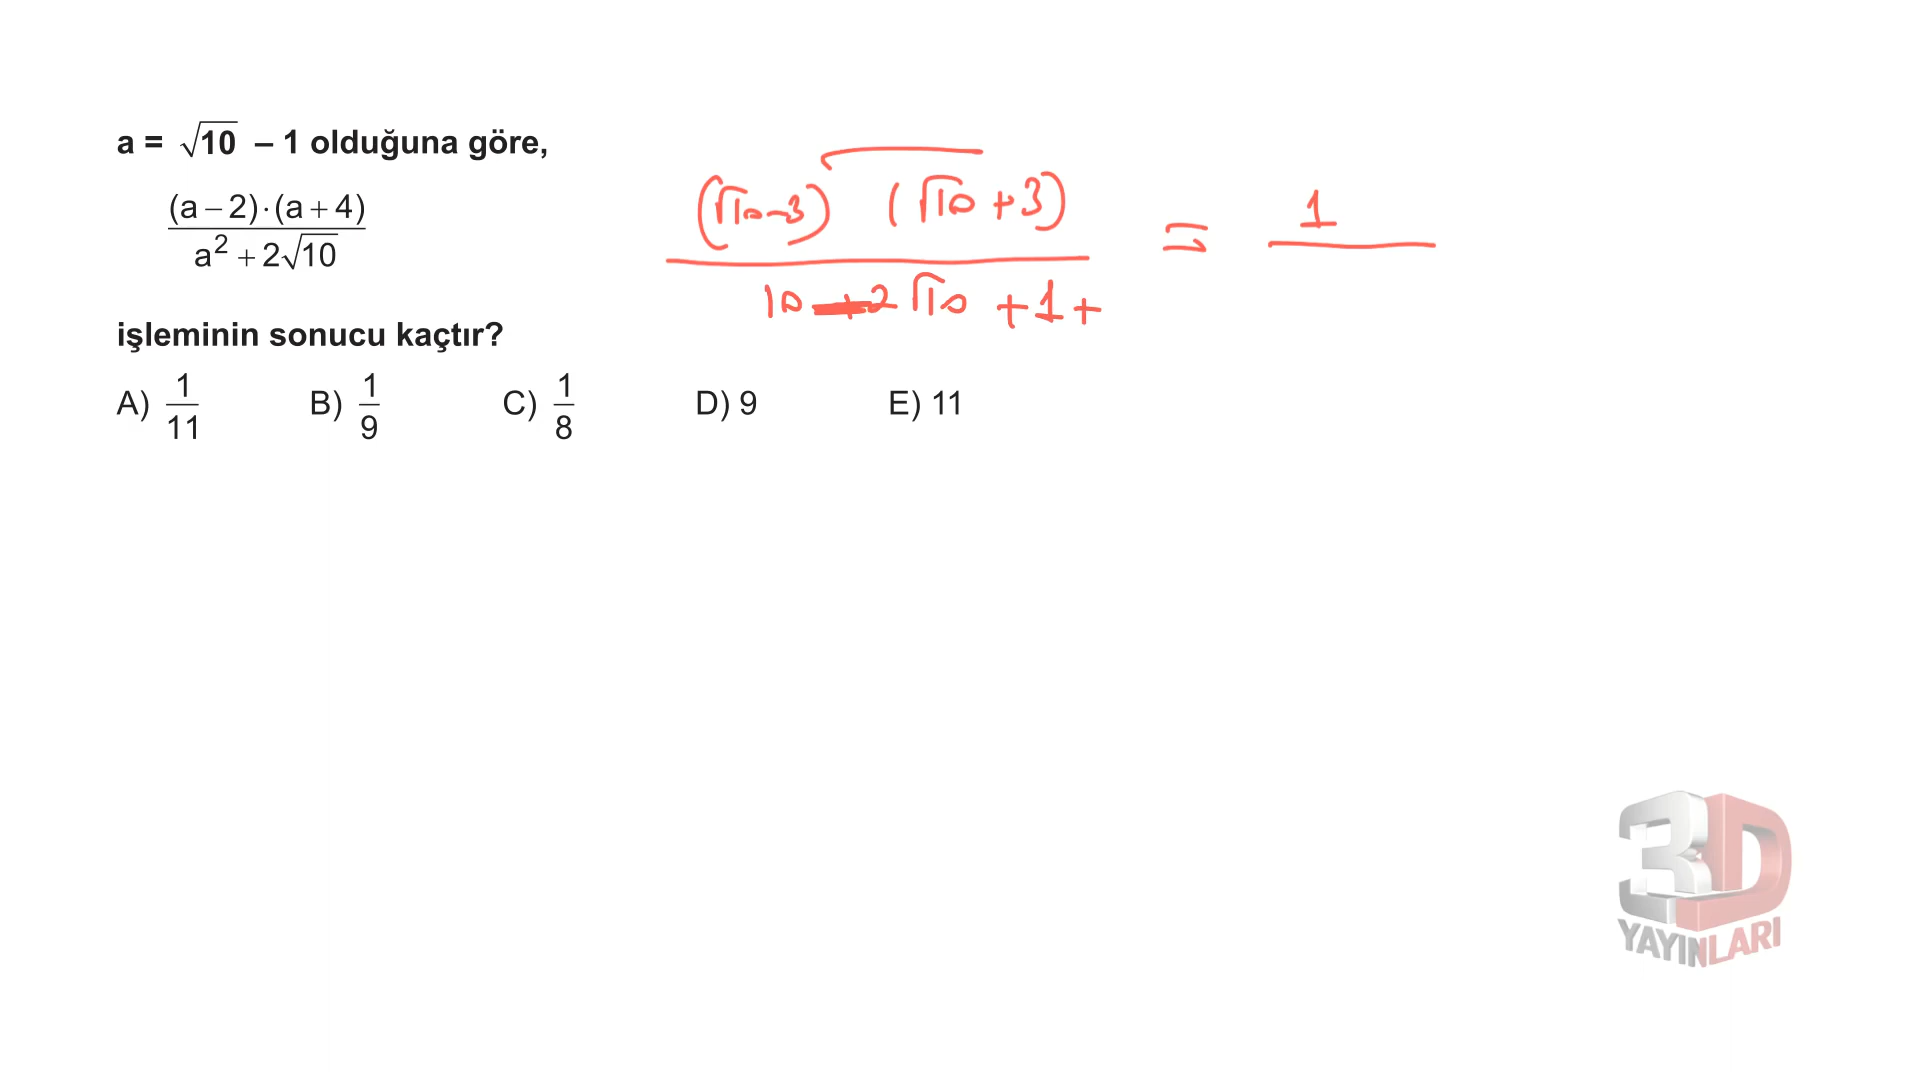 a = √10 – 1 olduğuna göre,
(a – 2)·(a + 4)
a² + 2√10
işleminin sonucu kaçtır?
A) 1/11 B) 1/9 C) 1/8 D) 9 E) 11
(√10-3) (√10 +3)
10 -2√10 +1+
= 1
3D
YAYINLARI